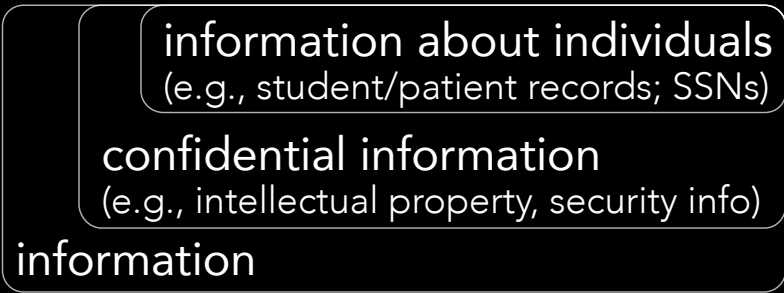 information about individuals
(e.g., student/patient records; SSNs)
confidential information
(e.g., intellectual property, security info)
information